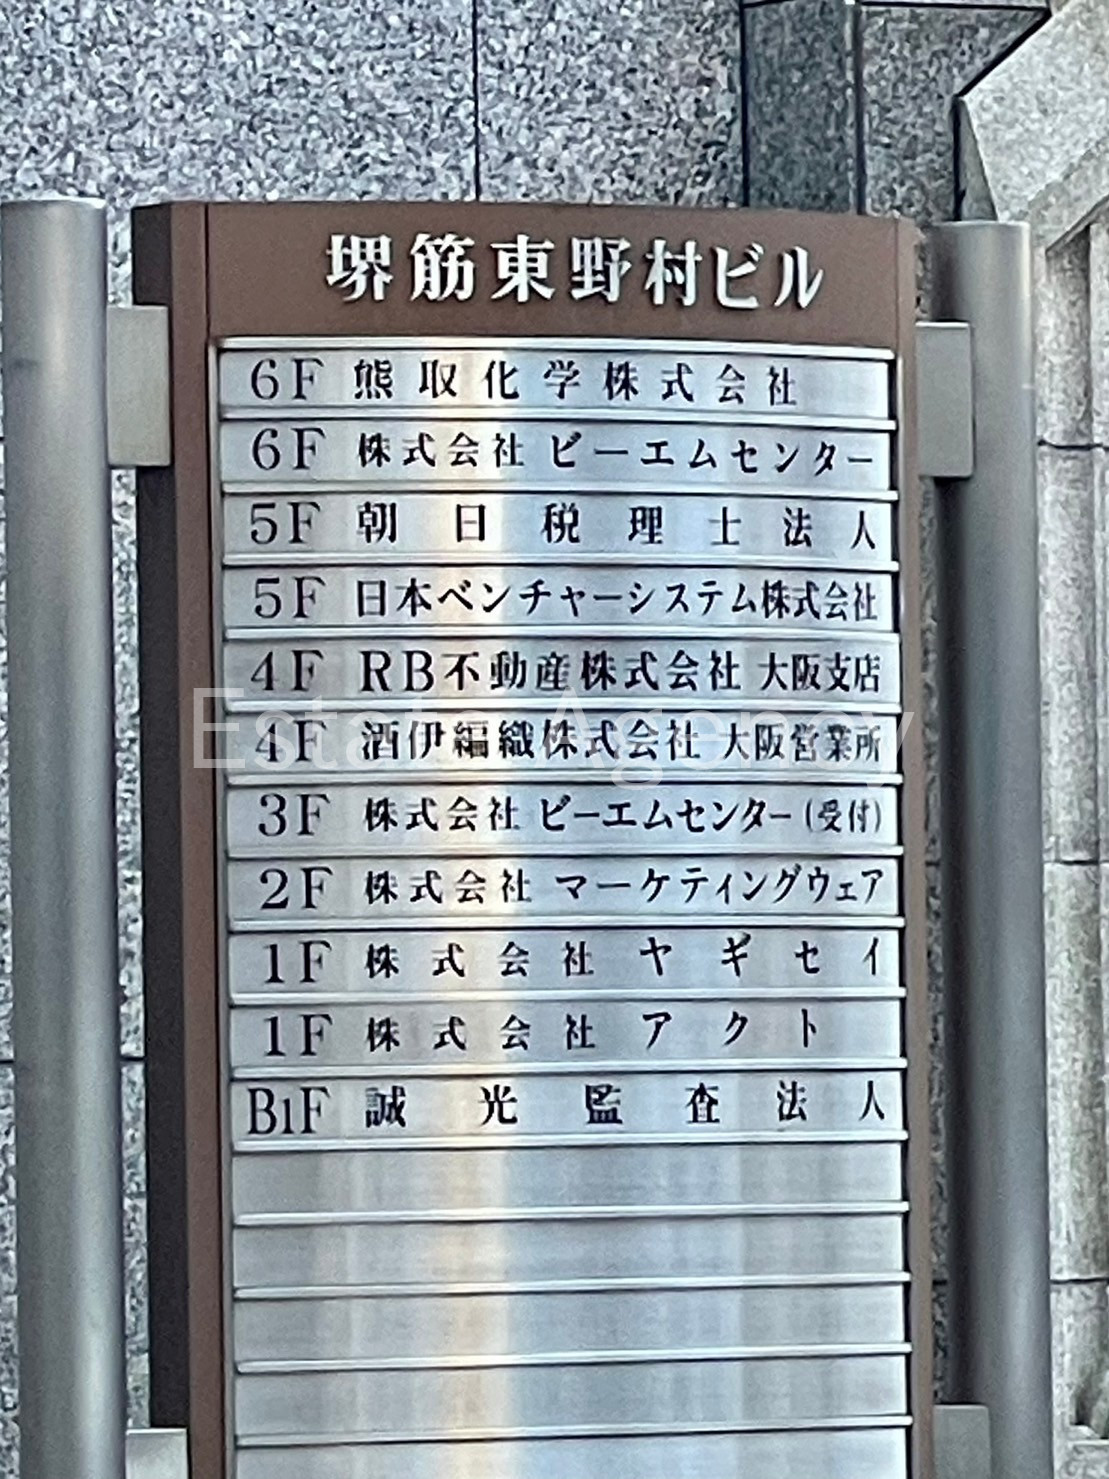 堺筋東野村ビル
6F 熊取化学株式会社
6F 株式会社 ビーエムセンター
5F 朝日税理士法人
5F 日本ベンチャーシステム株式会社
4F RB不動産株式会社 大阪支店
4F 酒伊編織株式会社 大阪営業所
Estate Agency
3F 株式会社 ビーエムセンター(受付)
2F 株式会社 マーケティングウェア
1F 株式会社ヤギセイ
1F 株式会社アクト
B1F 誠光監査法人